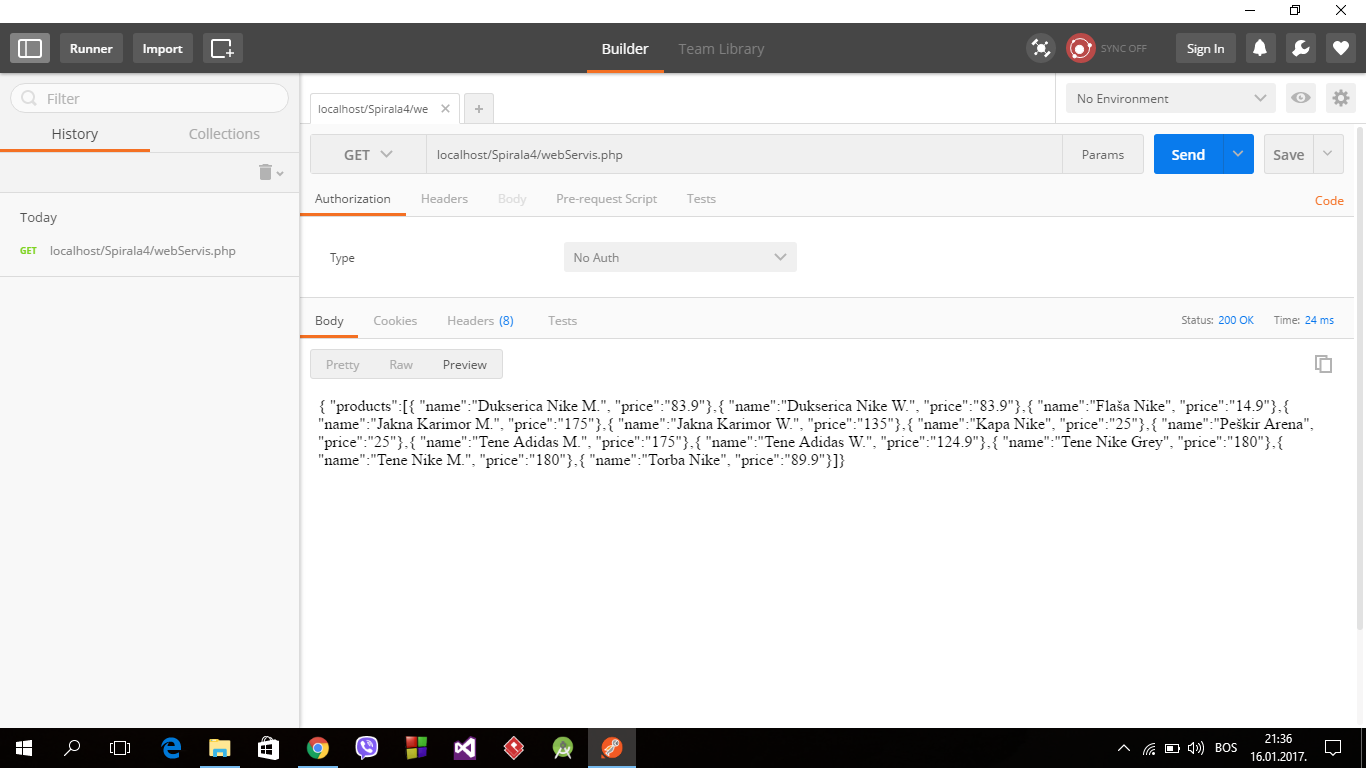 Runner Import Builder Team Library SYNC OFF Sign In
Filter
History Collections
Today
GET localhost/Spirala4/webServis.php
localhost/Spirala4/we
No Environment
GET localhost/Spirala4/webServis.php Params Send Save
Authorization Headers Body Pre-request Script Tests Code
Type No Auth
Body Cookies Headers (8) Tests Status: 200 OK Time: 24 ms
Pretty Raw Preview
{ "products":[{ "name":"Dukserica Nike M.", "price":"83.9"},{ "name":"Dukserica Nike W.", "price":"83.9"},{ "name":"Flaša Nike", "price":"14.9"},{
"name":"Jakna Karimor M.", "price":"175"},{ "name":"Jakna Karimor W.", "price":"135"},{ "name":"Kapa Nike", "price":"25"},{ "name":"Peškir Arena",
"price":"25"},{ "name":"Tene Adidas M.", "price":"175"},{ "name":"Tene Adidas W.", "price":"124.9"},{ "name":"Tene Nike Grey", "price":"180"},{
"name":"Tene Nike M.", "price":"180"},{ "name":"Torba Nike", "price":"89.9"}]}
BOS
21:36
16.01.2017.